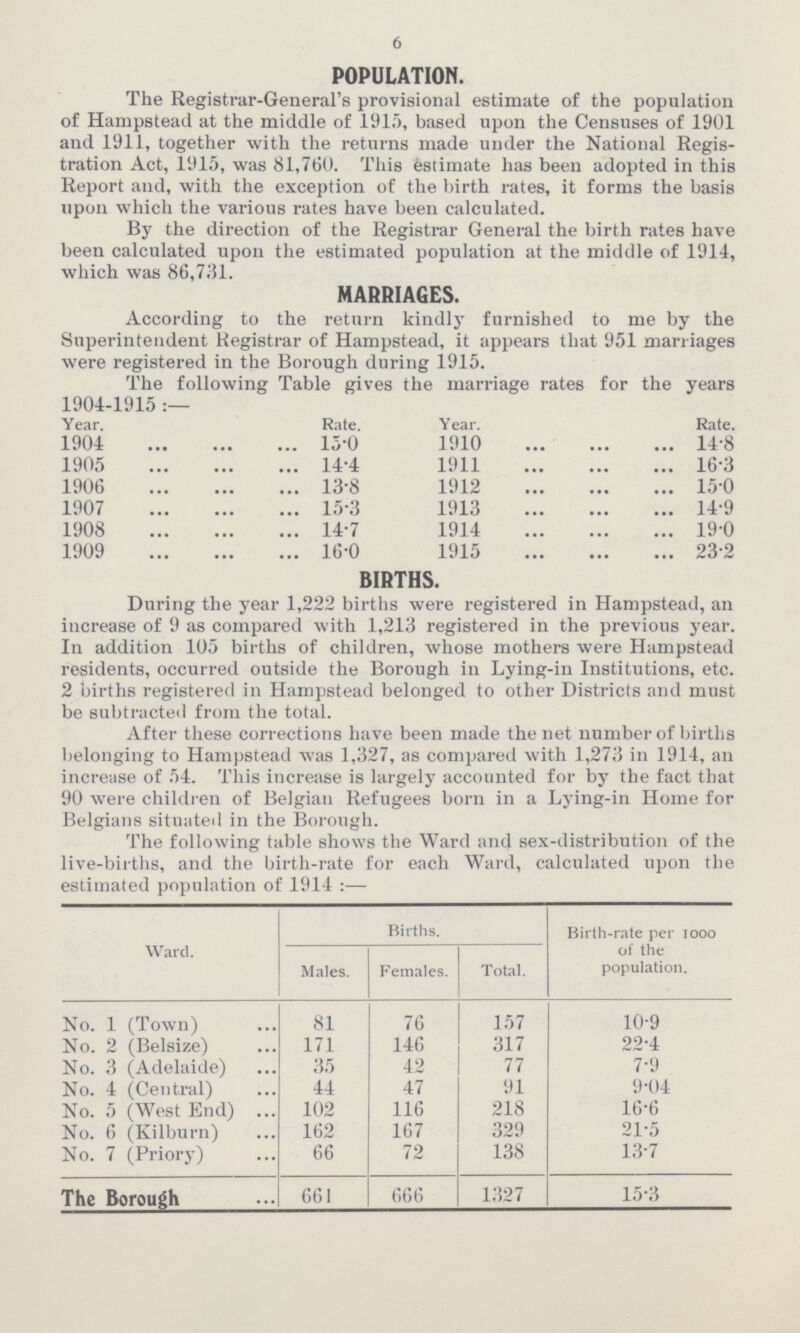 6
POPULATION.
The Registrar-General's provisional estimate of the population
of Hampstead at the middle of 1915, based upon the Censuses of 1901
and 1911, together with the returns made under the National Regis-
tration Act, 1915, was 81,760. This estimate has been adopted in this
Report and, with the exception of the birth rates, it forms the basis
upon which the various rates have been calculated.
By the direction of the Registrar General the birth rates have
been calculated upon the estimated population at the middle of 1914,
which was 86,731.
MARRIAGES.
According to the return kindly furnished to me by the
Superintendent Registrar of Hampstead, it appears that 951 marriages
were registered in the Borough during 1915.
The following Table gives the marriage rates for the years
1904-1915 :—
Year. Rate. Year. Rate.
1904 ... ... ... 15·0 1910 ... ... ... 14·8
1905 ... ... ... 14·4 1911 ... ... ... 16·3
1906 ... ... ... 13·8 1912 ... ... ... 15·0
1907 ... ... ... 15·3 1913 ... ... ... 14·9
1908 ... ... ... 14·7 1914 ... ... ... 19·0
1909 ... ... ... 16·0 1915 ... ... ... 23·2
BIRTHS.
During the year 1,222 births were registered in Hampstead, an
increase of 9 as compared with 1,213 registered in the previous year.
In addition 105 births of children, whose mothers were Hampstead
residents, occurred outside the Borough in Lying-in Institutions, etc.
2 births registered in Hampstead belonged to other Districts and must
be subtracted from the total.
After these corrections have been made the net number of births
belonging to Hampstead was 1,327, as compared with 1,273 in 1914, an
increase of 54. This increase is largely accounted for by the fact that
90 were children of Belgian Refugees born in a Lying-in Home for
Belgians situated in the Borough.
The following table shows the Ward and sex-distribution of the
live-births, and the birth-rate for each Ward, calculated upon the
estimated population of 1914 :—
Ward. Births. Birth-rate per 1000
of the
population.
Males. Females. Total.
No. 1 (Town) ... 81 76 157 10·9
No. 2 (Belsize) ... 171 146 317 22·4
No. 3 (Adelaide) ... 35 42 77 7·9
No. 4 (Central) ... 44 47 91 9·04
No. 5 (West End) ... 102 116 218 16·6
No. 6 (Kilburn) ... 162 167 329 21·5
No. 7 (Priory) ... 66 72 138 13·7
The Borough ... 661 666 1327 15·3